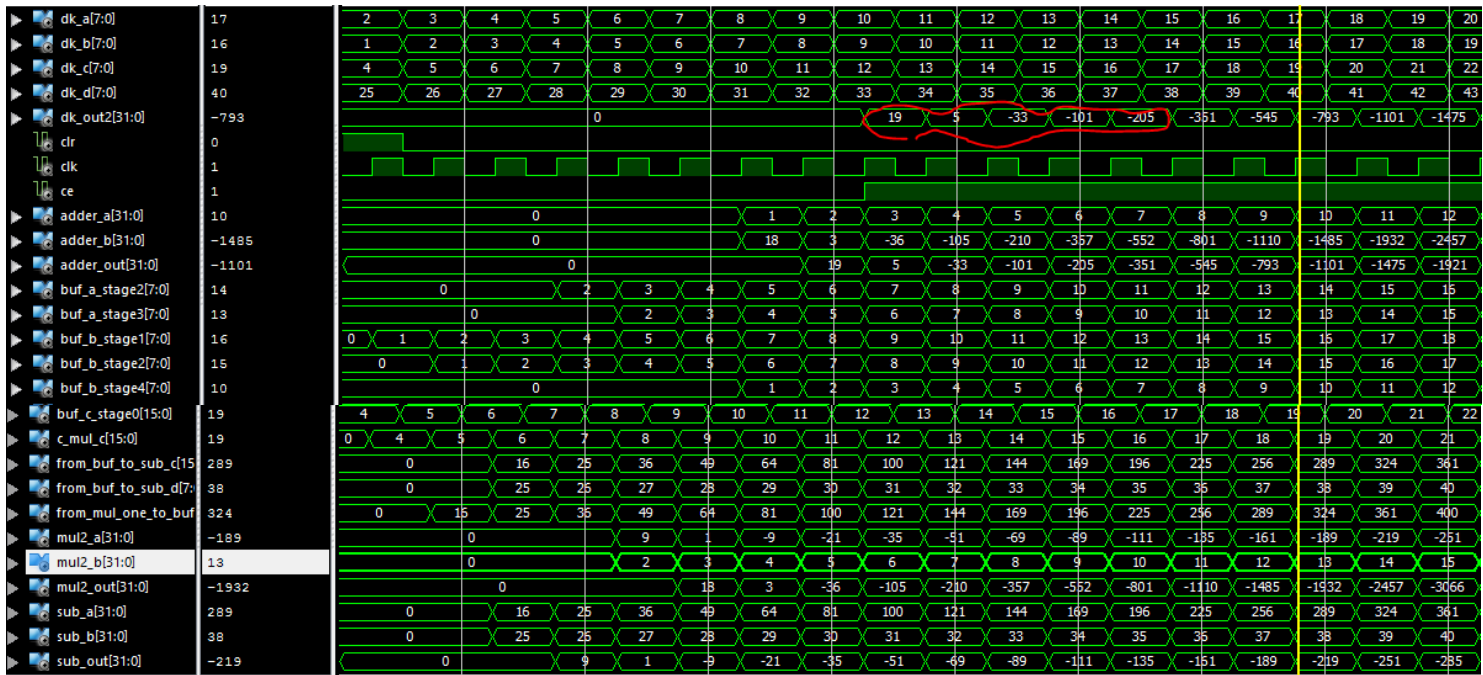 dk_a[7:0] 17 2 3 4 5 6 7 8 9 10 11 12 13 14 15 16 17 18 19 20
dk_b[7:0] 16 1 2 3 4 5 6 7 8 9 10 11 12 13 14 15 16 17 18 19
dk_c[7:0] 19 4 5 6 7 8 9 10 11 12 13 14 15 16 17 18 19 20 21 22
dk_d[7:0] 40 25 26 27 28 29 30 31 32 33 34 35 36 37 38 39 40 41 42 43
dk_out2[31:0] -793 0 19 5 -33 -101 -205 -351 -545 -793 -1101 -1475
clr 0
clk 1
ce 1
adder_a[31:0] 10 0 1 2 3 4 5 6 7 8 9 10 11 12
adder_b[31:0] -1485 0 18 3 -36 -105 -210 -357 -552 -801 -1110 -1485 -1932 -2457
adder_out[31:0] -1101 0 19 5 -33 -101 -205 -351 -545 -793 -1101 -1475 -1921
buf_a_stage2[7:0] 14 0 2 3 4 5 6 7 8 9 10 11 12 13 14 15 16
buf_a_stage3[7:0] 13 0 2 3 4 5 6 7 8 9 10 11 12 13 14 15
buf_b_stage1[7:0] 16 0 1 2 3 4 5 6 7 8 9 10 11 12 13 14 15 16 17 18
buf_b_stage2[7:0] 15 0 1 2 3 4 5 6 7 8 9 10 11 12 13 14 15 16 17
buf_b_stage4[7:0] 10 0 1 2 3 4 5 6 7 8 9 10 11 12
buf_c_stage0[15:0] 19 4 5 6 7 8 9 10 11 12 13 14 15 16 17 18 19 20 21 22
c_mul_c[15:0] 19 0 4 5 6 7 8 9 10 11 12 13 14 15 16 17 18 19 20 21
from_buf_to_sub_c[15 289 0 16 25 36 49 64 81 100 121 144 169 196 225 256 289 324 361
from_buf_to_sub_d[7: 38 0 25 26 27 28 29 30 31 32 33 34 35 36 37 38 39 40
from_mul_one_to_buf 324 0 16 25 36 49 64 81 100 121 144 169 196 225 256 289 324 361 400
mul2_a[31:0] -189 0 9 1 -9 -21 -35 -51 -69 -89 -111 -135 -161 -189 -219 -251
mul2_b[31:0] 13 0 2 3 4 5 6 7 8 9 10 11 12 13 14 15
mul2_out[31:0] -1932 0 18 3 -36 -105 -210 -357 -552 -801 -1110 -1485 -1932 -2457 -3066
sub_a[31:0] 289 0 16 25 36 49 64 81 100 121 144 169 196 225 256 289 324 361
sub_b[31:0] 38 0 25 26 27 28 29 30 31 32 33 34 35 36 37 38 39 40
sub_out[31:0] -219 0 9 1 -9 -21 -35 -51 -69 -89 -111 -135 -161 -189 -219 -251 -285